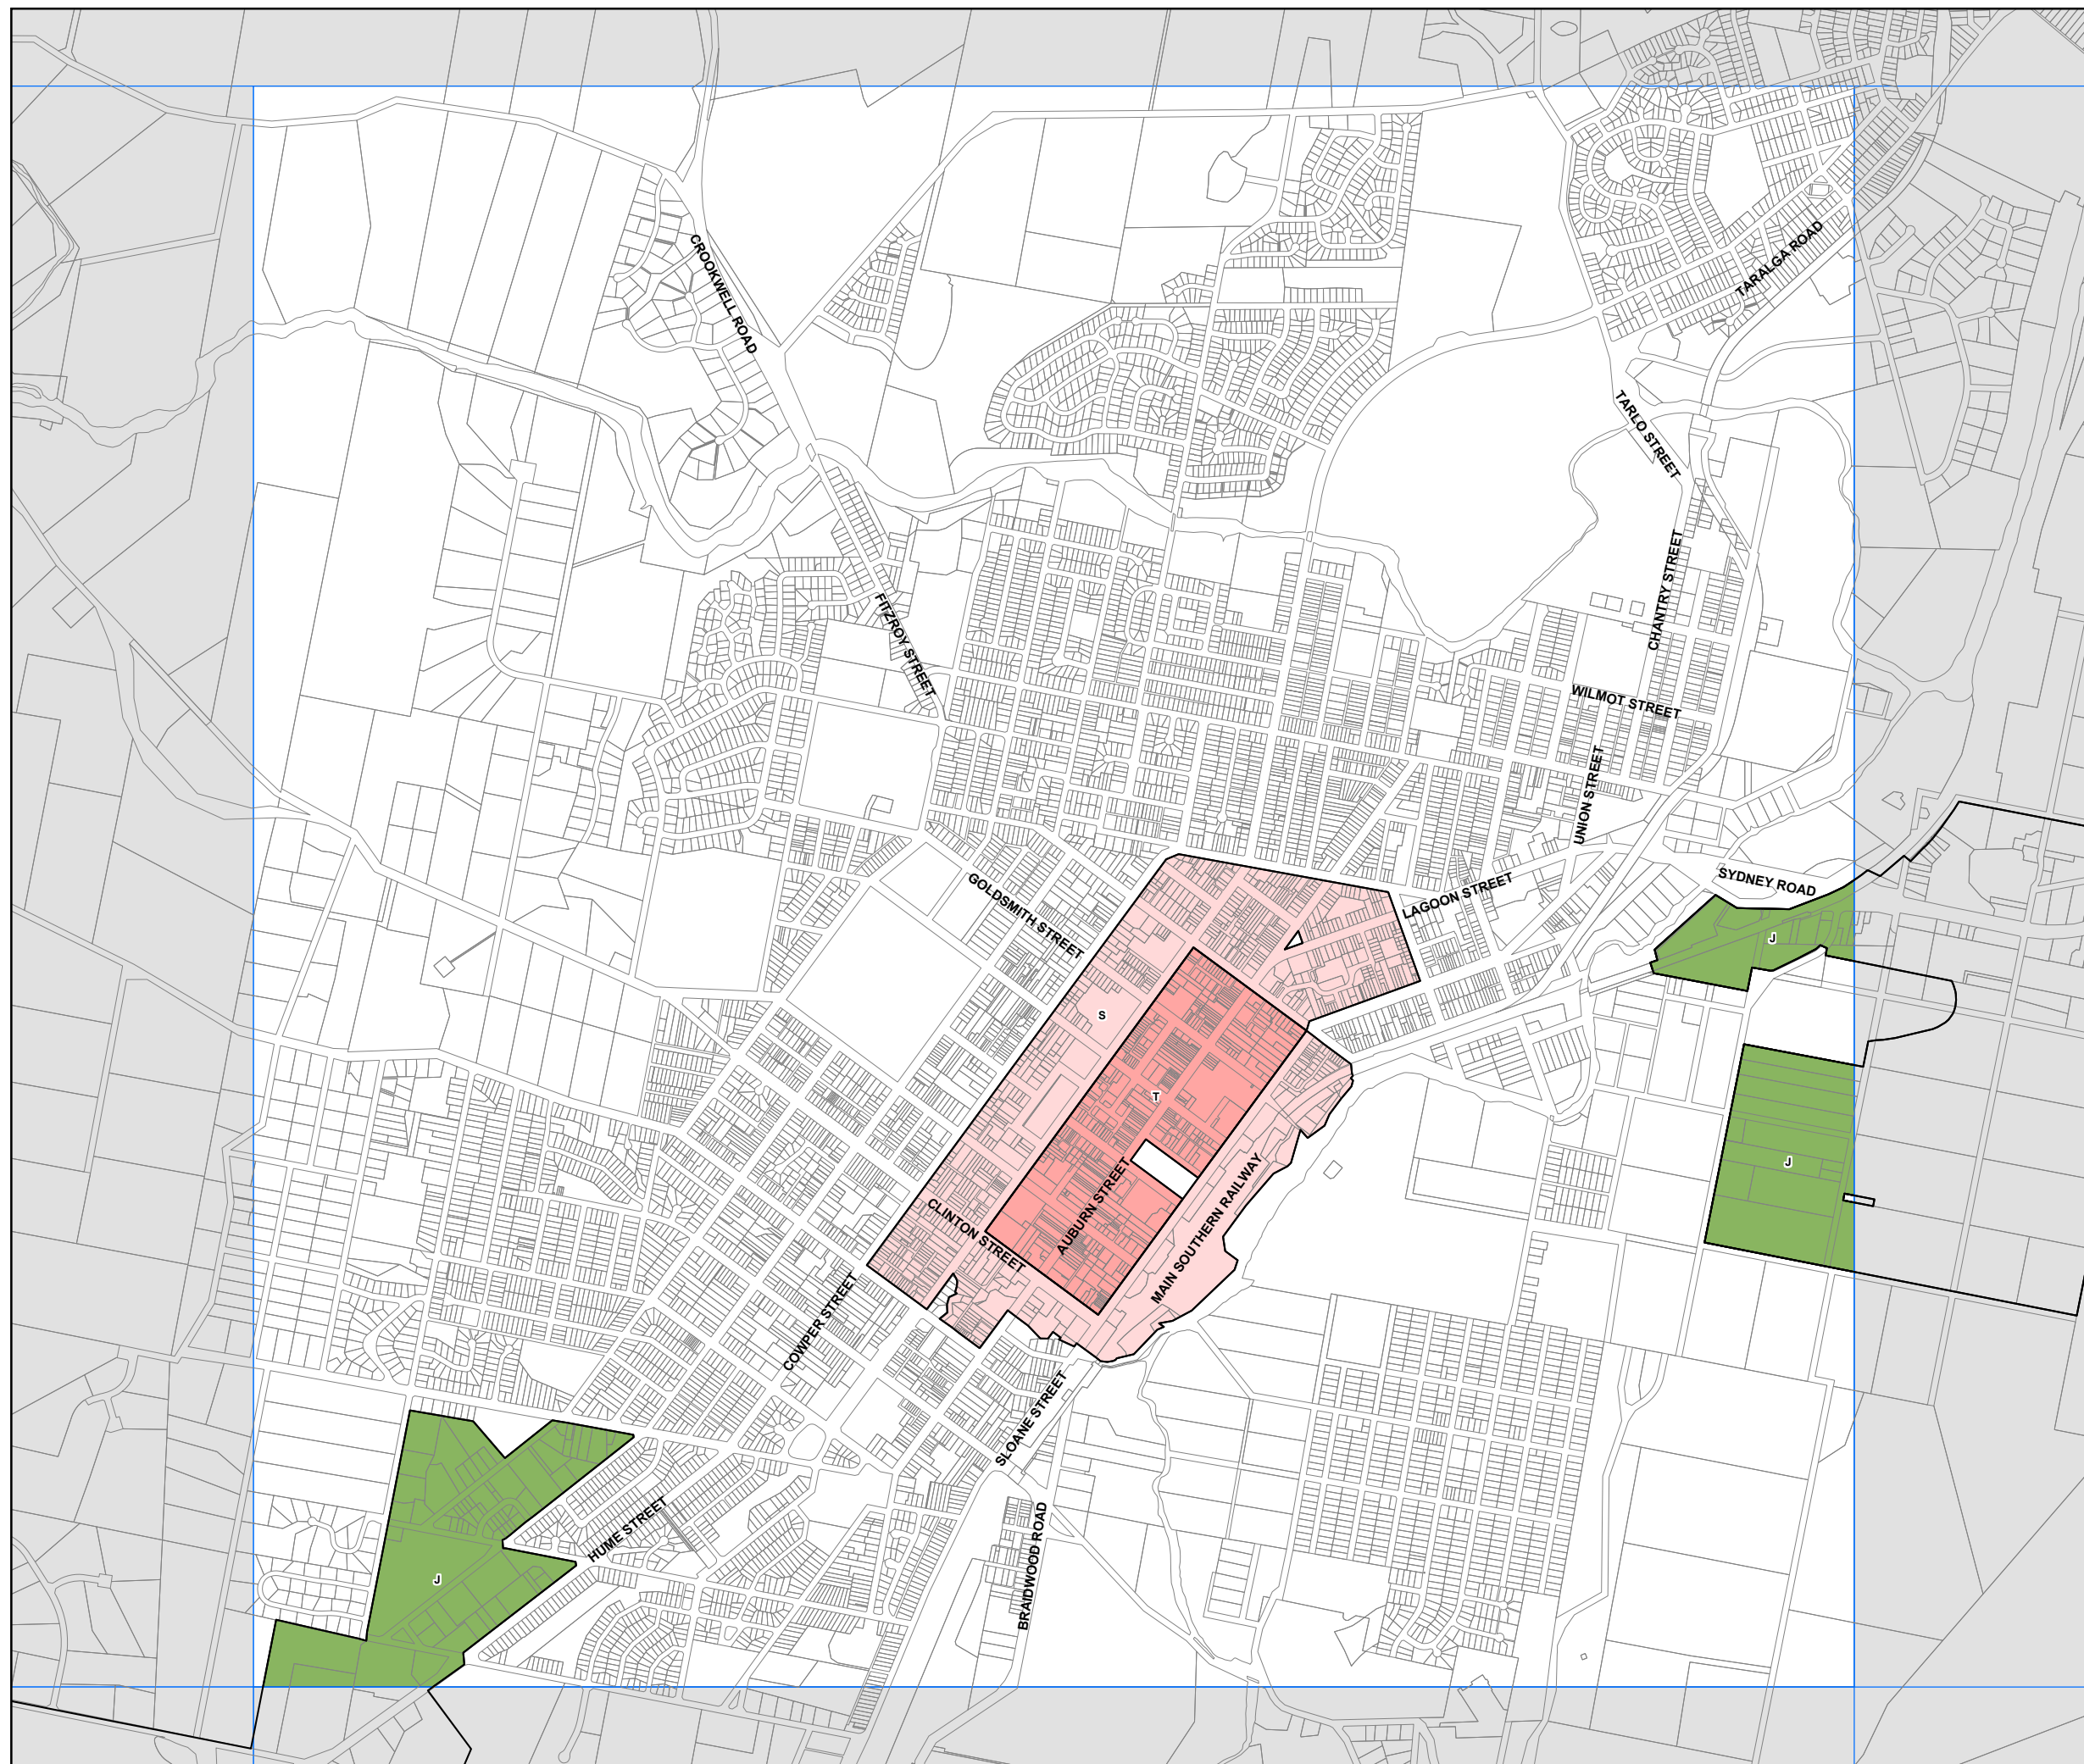 CROOKWELL ROAD
TARALGA ROAD
TARLO STREET
CHANTRY STREET
FITZROY STREET
WILMOT STREET
UNION STREET
GOLDSMITH STREET
LAGOON STREET
SYDNEY ROAD
J
S
T
J
CLINTON STREET
AUBURN STREET
MAIN SOUTHERN RAILWAY
COWPER STREET
SLOANE STREET
HUME STREET
BRAIDWOOD ROAD
J